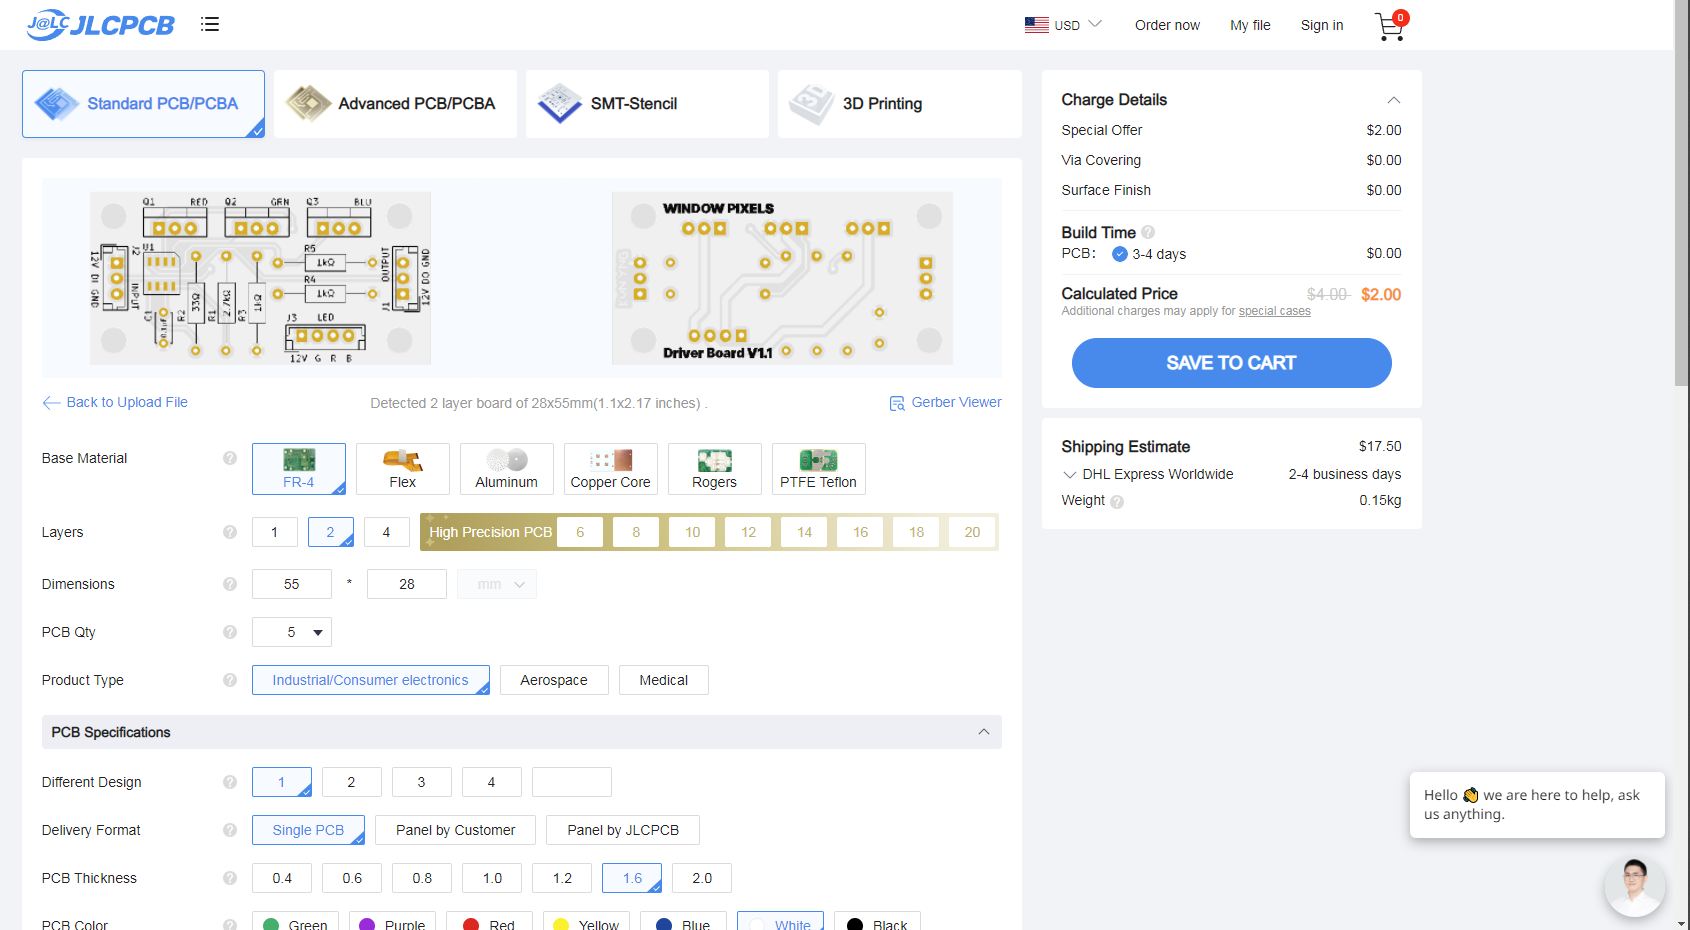 J@LC JLCPCB
USD
Order now
My file
Sign in
0
Standard PCB/PCBA
Advanced PCB/PCBA
SMT-Stencil
3D
3D Printing
Q1 RED Q2 GRN Q3 BLU
12V DI GND
J2
INPUT
U1
C1
0.1uF
R2
33Ω
R1
2.7kΩ
R3
1kΩ
R5
1kΩ
R4
1kΩ
J3 LED
12V G R B
OUTPUT
J1
12V DO GND
WINDOW PIXELS
Driver Board V1.1
Back to Upload File
Detected 2 layer board of 28x55mm(1.1x2.17 inches) .
Gerber Viewer
Base Material ?
FR-4
Flex
Aluminum
Copper Core
Rogers
PTFE Teflon
Layers ? 1 2 4 High Precision PCB 6 8 10 12 14 16 18 20
Dimensions ? 55 * 28 mm
PCB Qty ? 5
Product Type ? Industrial/Consumer electronics Aerospace Medical
PCB Specifications
Different Design ? 1 2 3 4
Delivery Format ? Single PCB Panel by Customer Panel by JLCPCB
PCB Thickness ? 0.4 0.6 0.8 1.0 1.2 1.6 2.0
PCB Color ? Green Purple Red Yellow Blue White Black
Charge Details
Special Offer $2.00
Via Covering $0.00
Surface Finish $0.00
Build Time ?
PCB: 3-4 days $0.00
Calculated Price $4.00 $2.00
Additional charges may apply for special cases
SAVE TO CART
Shipping Estimate $17.50
DHL Express Worldwide 2-4 business days
Weight ? 0.15kg
Hello 👋 we are here to help, ask
us anything.